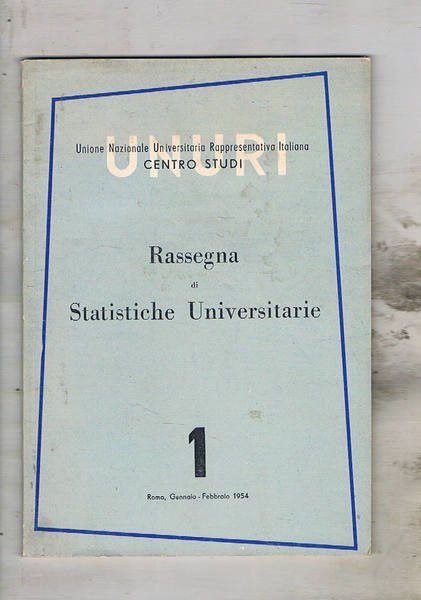 UNURI
Unione Nazionale Universitaria Rappresentativa Italiana
CENTRO STUDI
Rassegna
di
Statistiche Universitarie
1
Roma, Gennaio - Febbraio 1954